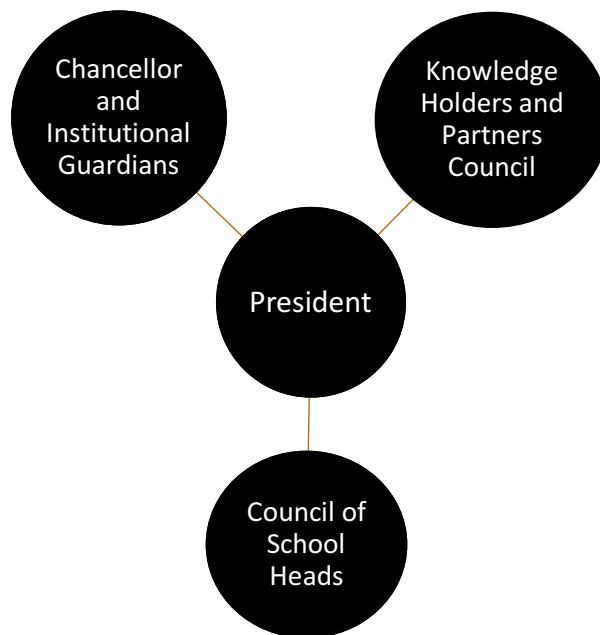 Chancellor
and
Institutional
Guardians
Knowledge
Holders and
Partners
Council
President
Council of
School
Heads